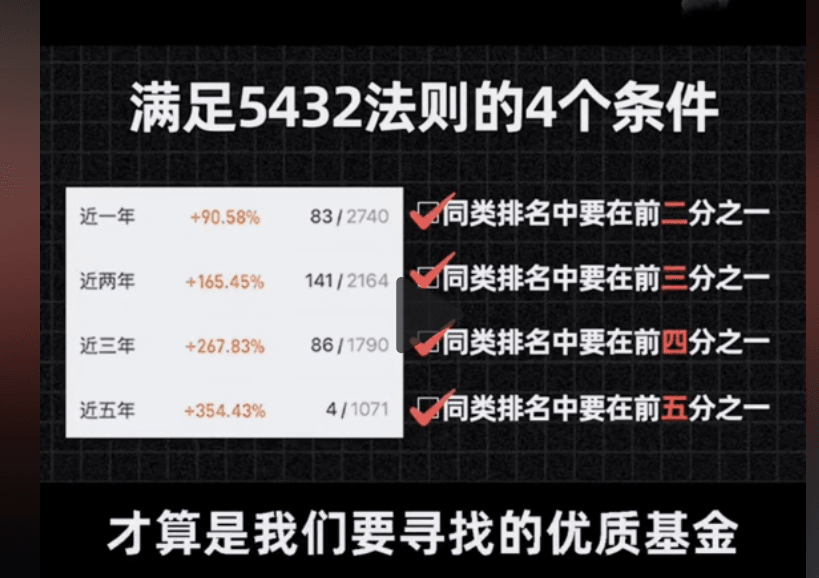 满足5432法则的4个条件
近一年 +90.58% 83/2740 同类排名中要在前二分之一
近两年 +165.45% 141/2164 同类排名中要在前三分之一
近三年 +267.83% 86/1790 同类排名中要在前四分之一
近五年 +354.43% 4/1071 同类排名中要在前五分之一
才算是我们要寻找的优质基金